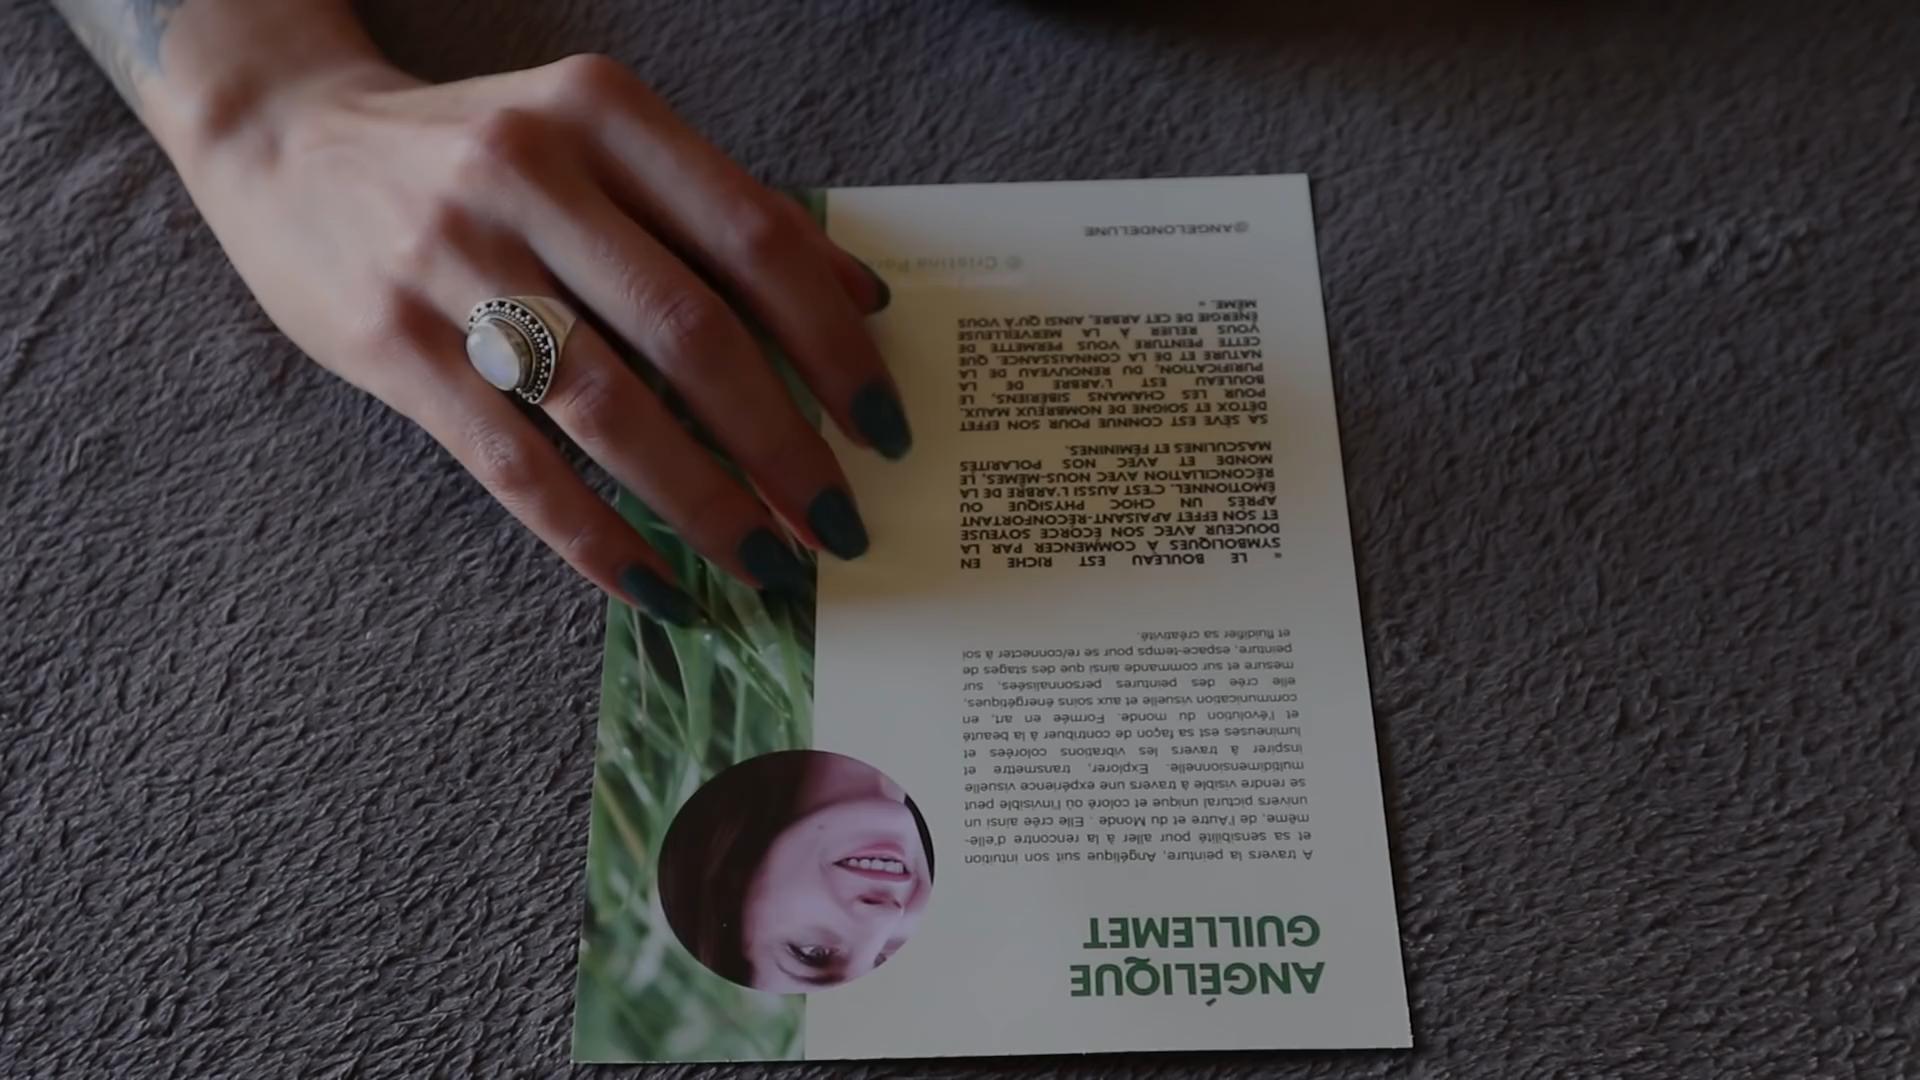 ANGÉLIQUE
GUILLEMET
A travers la peinture, Angélique suit son intuition
et sa sensibilité pour aller à la rencontre d'elle-
même, de l'Autre et du Monde . Elle crée ainsi un
univers pictural unique et coloré où l'invisible peut
se rendre visible à travers une expérience visuelle
multidimensionnelle. Explorer, transmettre et
inspirer à travers les vibrations colorées et
lumineuses est sa façon de contribuer à la beauté
et l'évolution du monde. Formée en art, en
communication visuelle et aux soins énergétiques,
elle crée des peintures personnalisées, sur
mesure et sur commande ainsi que des stages de
peinture, espace-temps pour se re/connecter à soi
et fluidifier sa créativité.
« LE BOULEAU EST RICHE EN
SYMBOLIQUES À COMMENCER PAR LA
DOUCEUR AVEC SON ÉCORCE SOYEUSE
ET SON EFFET APAISANT-RÉCONFORTANT
APRÈS UN CHOC PHYSIQUE OU
ÉMOTIONNEL. C'EST AUSSI L'ARBRE DE LA
RÉCONCILIATION AVEC NOUS-MÊMES, LE
MONDE ET AVEC NOS POLARITÉS
MASCULINES ET FÉMININES.
SA SÈVE EST CONNUE POUR SON EFFET
DÉTOX ET SOIGNE DE NOMBREUX MAUX.
POUR LES CHAMANS SIBÉRIENS, LE
BOULEAU EST L'ARBRE DE LA
PURIFICATION, DU RENOUVEAU DE LA
NATURE ET DE LA CONNAISSANCE. QUE
CETTE PEINTURE VOUS PERMETTE DE
VOUS RELIER À LA MERVEILLEUSE
ÉNERGIE DE CET ARBRE, AINSI QU'À VOUS
MÊME. »
© Cristina
@ANGELONDELUNE